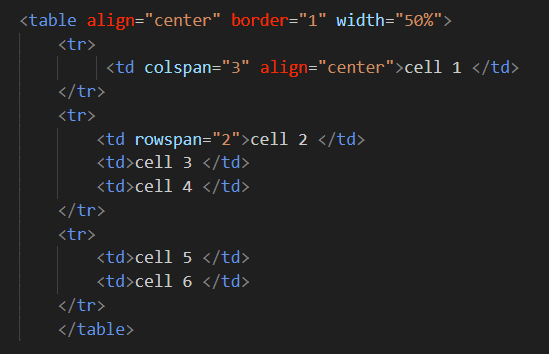 <table align="center" border="1" width="50%">
<tr>
<td colspan="3" align="center">cell 1 </td>
</tr>
<tr>
<td rowspan="2">cell 2 </td>
<td>cell 3 </td>
<td>cell 4 </td>
</tr>
<tr>
<td>cell 5 </td>
<td>cell 6 </td>
</tr>
</table>